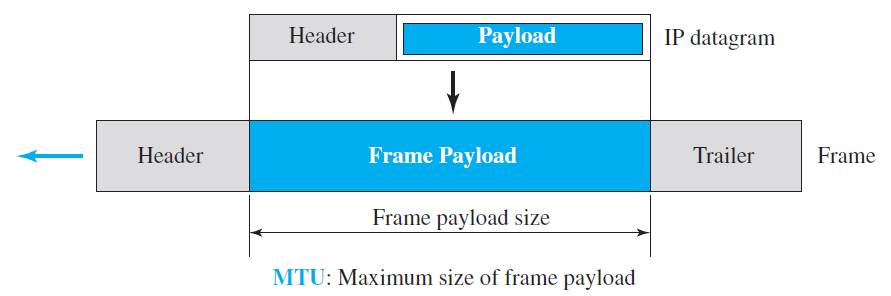 Header Payload IP datagram
Header Frame Payload Trailer Frame
Frame payload size
MTU: Maximum size of frame payload